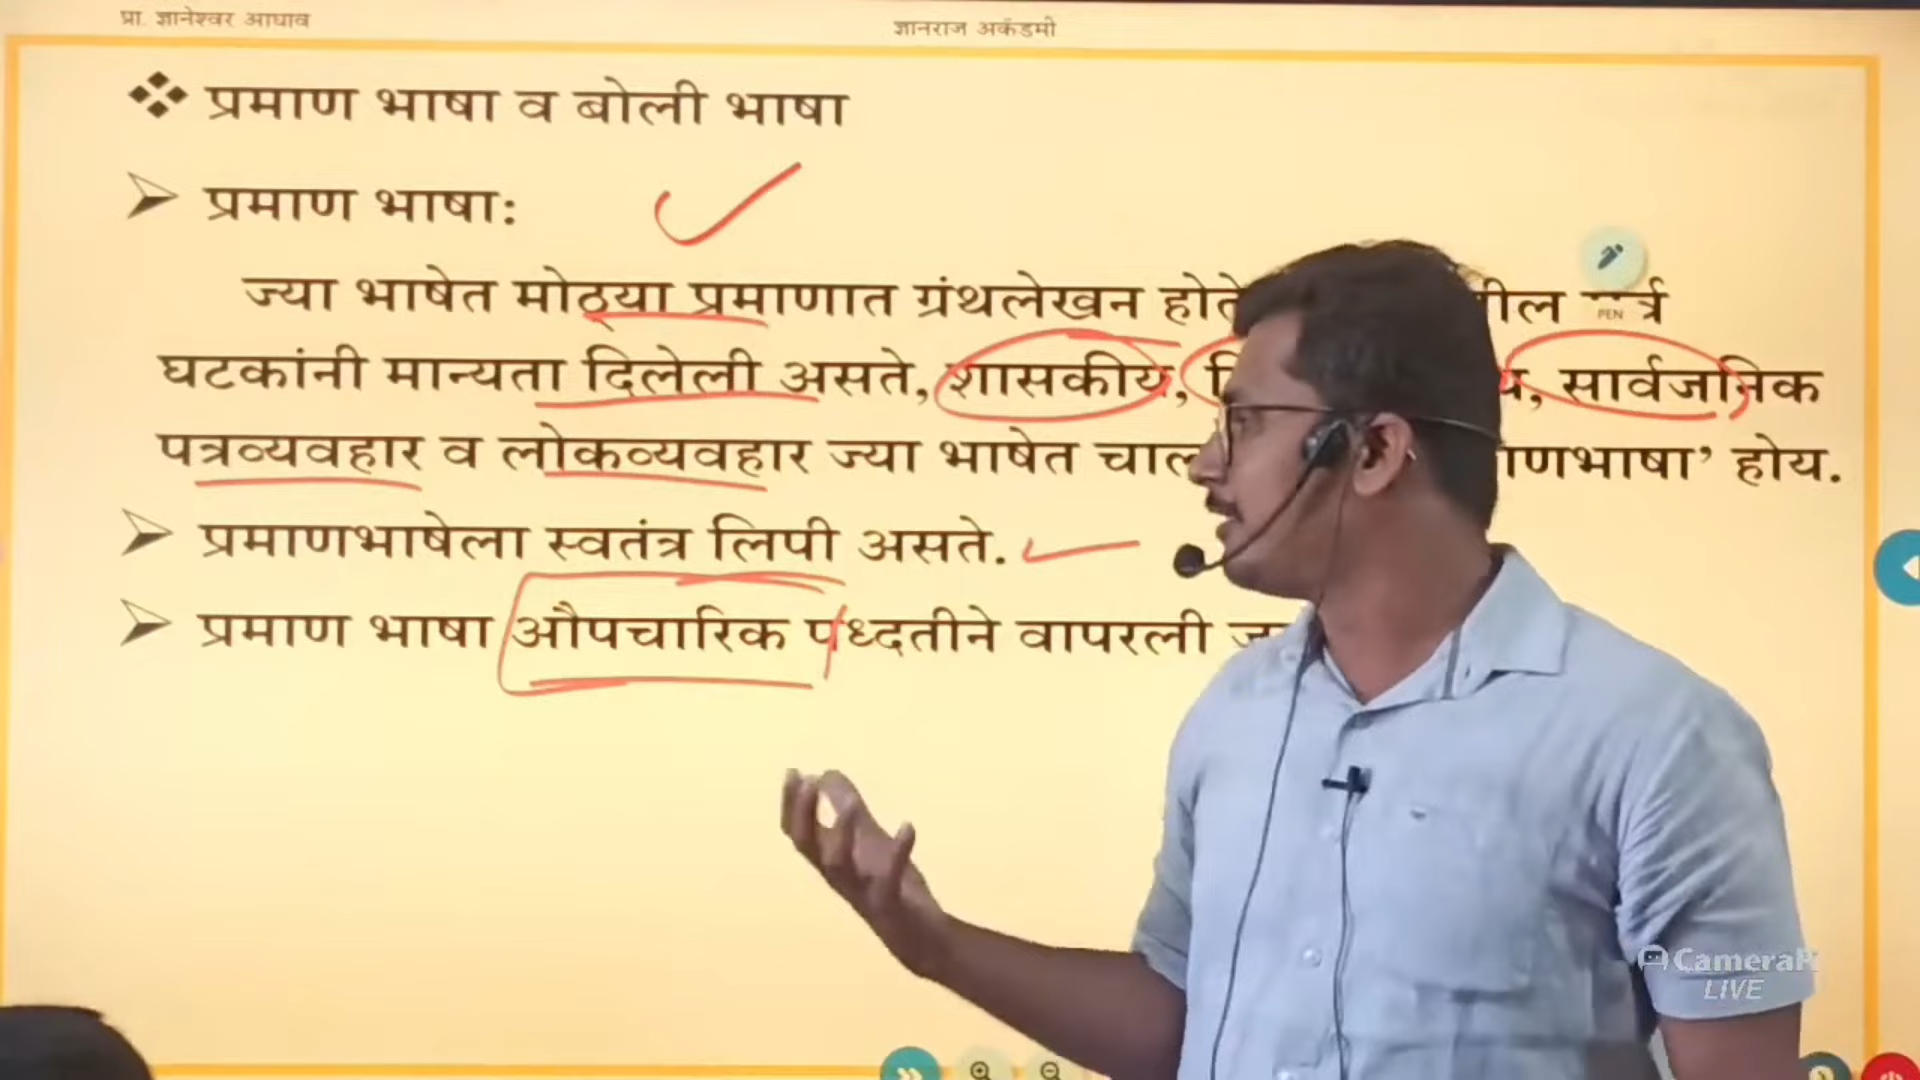 प्रा. ज्ञानेश्वर आघाव
ज्ञानराज अकॅडमी
प्रमाण भाषा व बोली भाषा
प्रमाण भाषा:
ज्या भाषेत मोठ्या प्रमाणात ग्रंथलेखन होते
PEN
घटकांनी मान्यता दिलेली असते, शासकीय, सार्वजनिक
पत्रव्यवहार व लोकव्यवहार ज्या भाषेत होय.
प्रमाणभाषेला स्वतंत्र लिपी असते.
प्रमाण भाषा औपचारिक पध्दतीने वापरली
LIVE